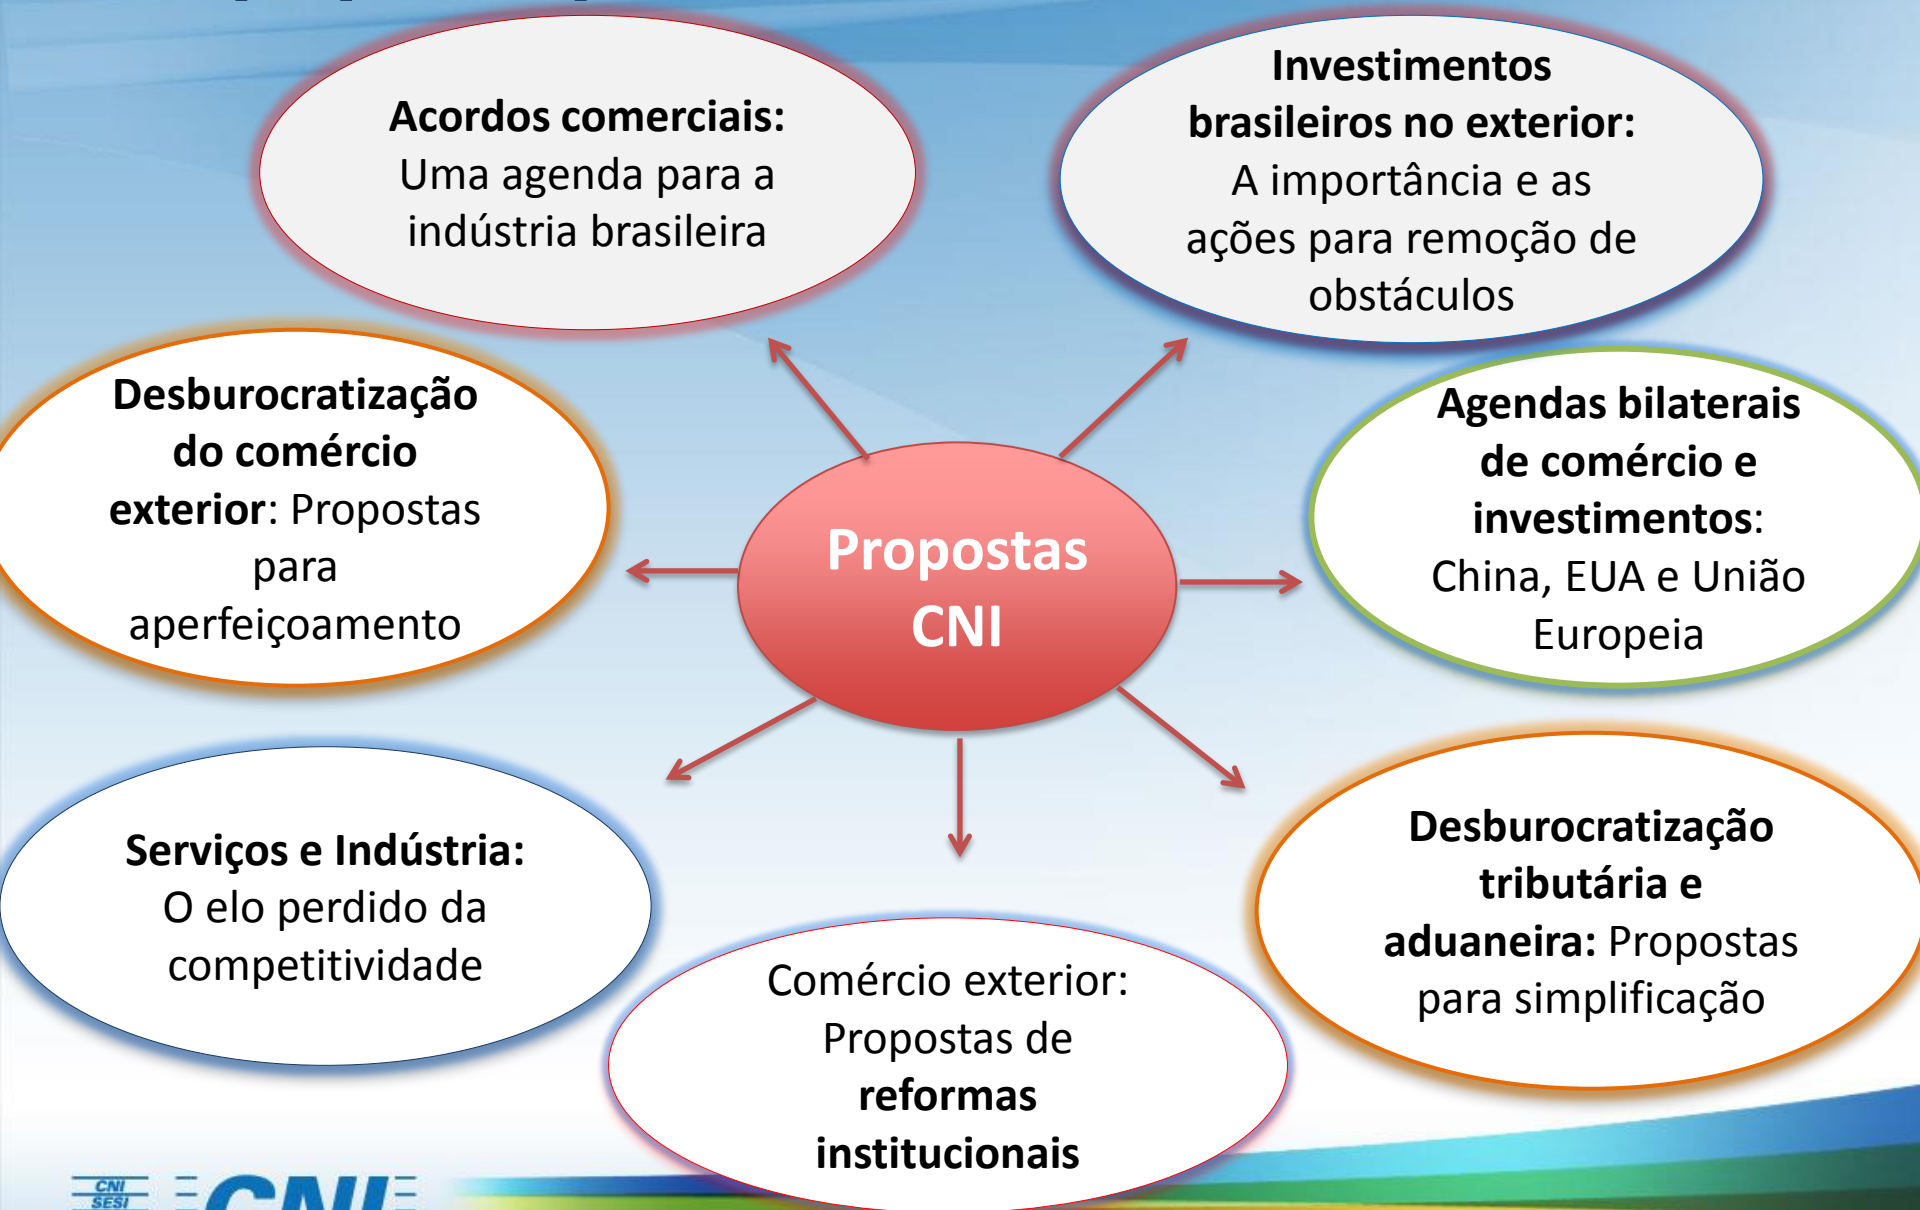 Acordos comerciais:
Uma agenda para a
indústria brasileira
Investimentos
brasileiros no exterior:
A importância e as
ações para remoção de
obstáculos
Desburocratização
do comércio
exterior: Propostas
para
aperfeiçoamento
Propostas
CNI
Agendas bilaterais
de comércio e
investimentos:
China, EUA e União
Europeia
Serviços e Indústria:
O elo perdido da
competitividade
Comércio exterior:
Propostas de
reformas
institucionais
Desburocratização
tributária e
aduaneira: Propostas
para simplificação
CNI
SESI
CNI